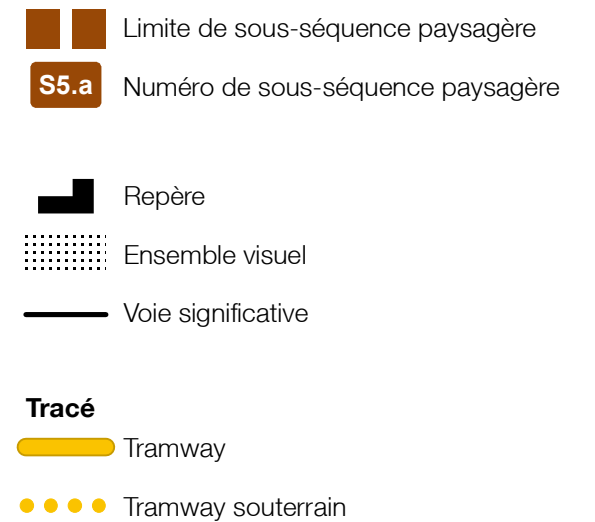 Limite de sous-séquence paysagère
S5.a Numéro de sous-séquence paysagère
Repère
Ensemble visuel
Voie significative
Tracé
Tramway
Tramway souterrain